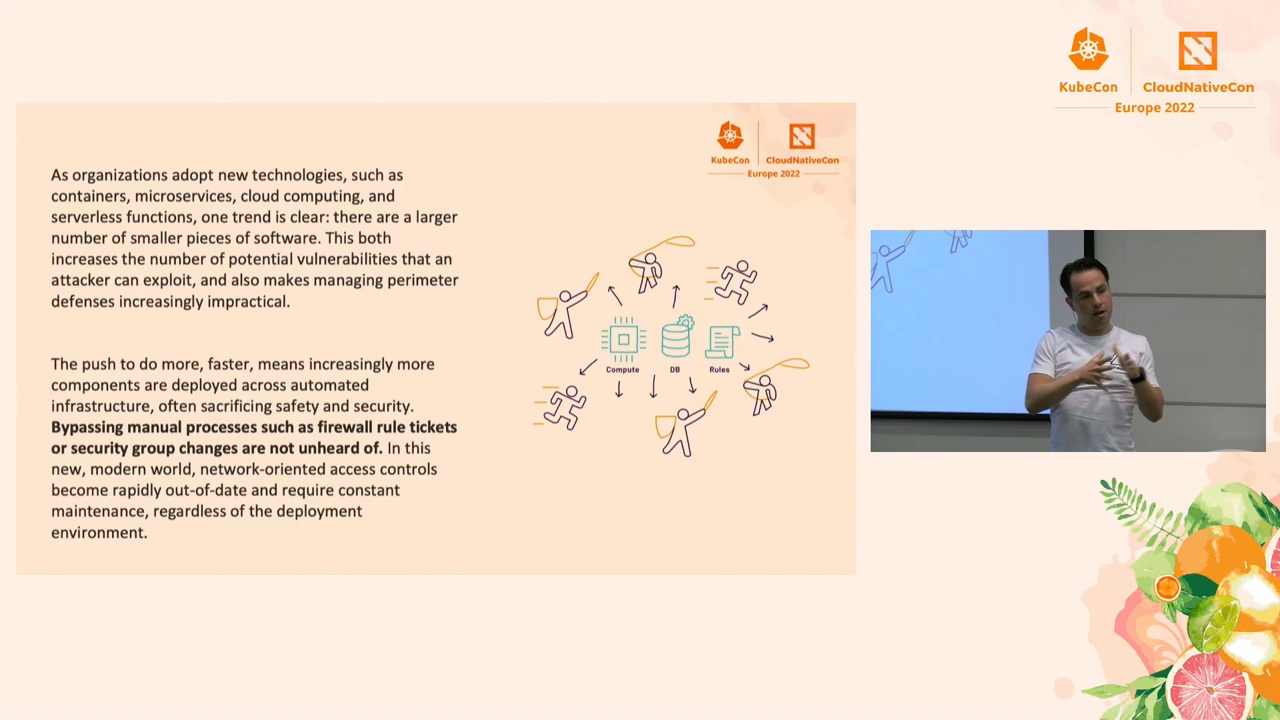 KubeCon
CloudNativeCon
Europe 2022
KubeCon
CloudNativeCon
Europe 2022
As organizations adopt new technologies, such as
containers, microservices, cloud computing, and
serverless functions, one trend is clear: there are a larger
number of smaller pieces of software. This both
increases the number of potential vulnerabilities that an
attacker can exploit, and also makes managing perimeter
defenses increasingly impractical.
The push to do more, faster, means increasingly more
components are deployed across automated
infrastructure, often sacrificing safety and security.
Bypassing manual processes such as firewall rule tickets
or security group changes are not unheard of. In this
new, modern world, network-oriented access controls
become rapidly out-of-date and require constant
maintenance, regardless of the deployment
environment.
Compute
DB
Rules